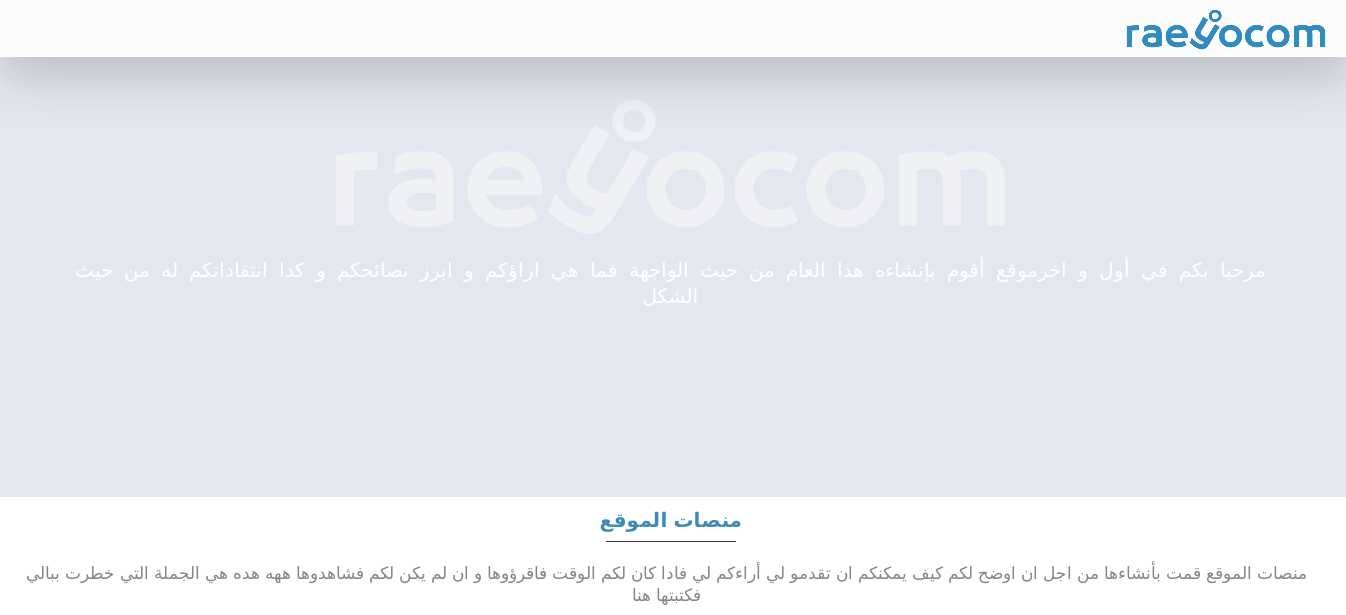 raeyocom
raeyocom
مرحبا بكم في أول و اخرموقع أقوم بإنشاءه هدا العام من حيث الواجهة فما هي اراؤكم و ابرز نصائحكم و كدا انتقاداتكم له من حيث
الشكل
منصات الموقع
منصات الموقع قمت بأنشاءها من اجل ان اوضح لكم كيف يمكنكم ان تقدمو لي أراءكم لي فادا كان لكم الوقت فاقرؤوها و ان لم يكن لكم فشاهدوها ههه هده هي الجملة التي خطرت ببالي
فكتبتها هنا